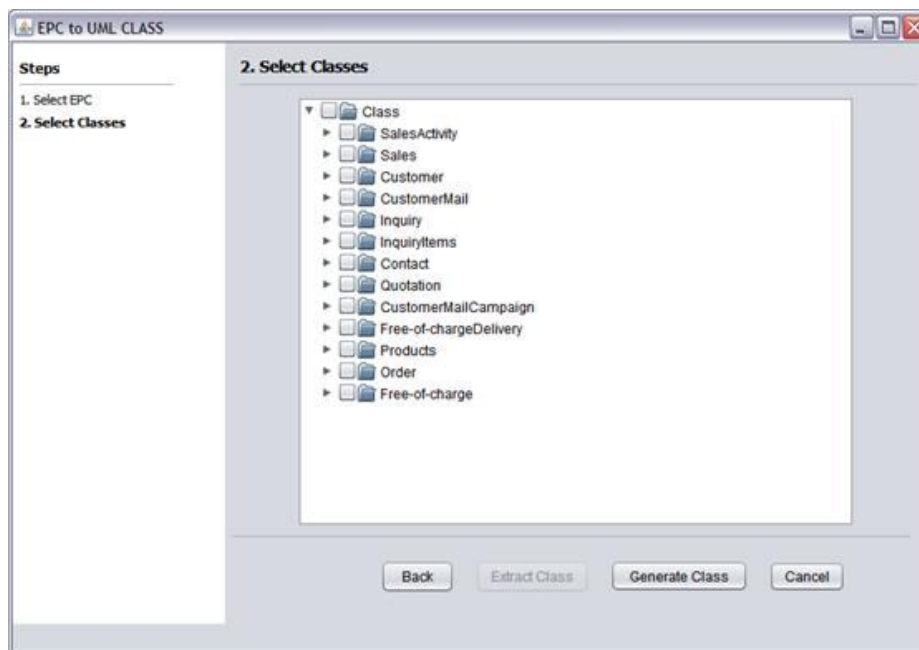 EPC to UML CLASS
Steps
1. Select EPC
2. Select Classes
2. Select Classes
Class
SalesActivity
Sales
Customer
CustomerMail
Inquiry
InquiryItems
Contact
Quotation
CustomerMailCampaign
Free-of-chargeDelivery
Products
Order
Free-of-charge
Back Extract Class Generate Class Cancel